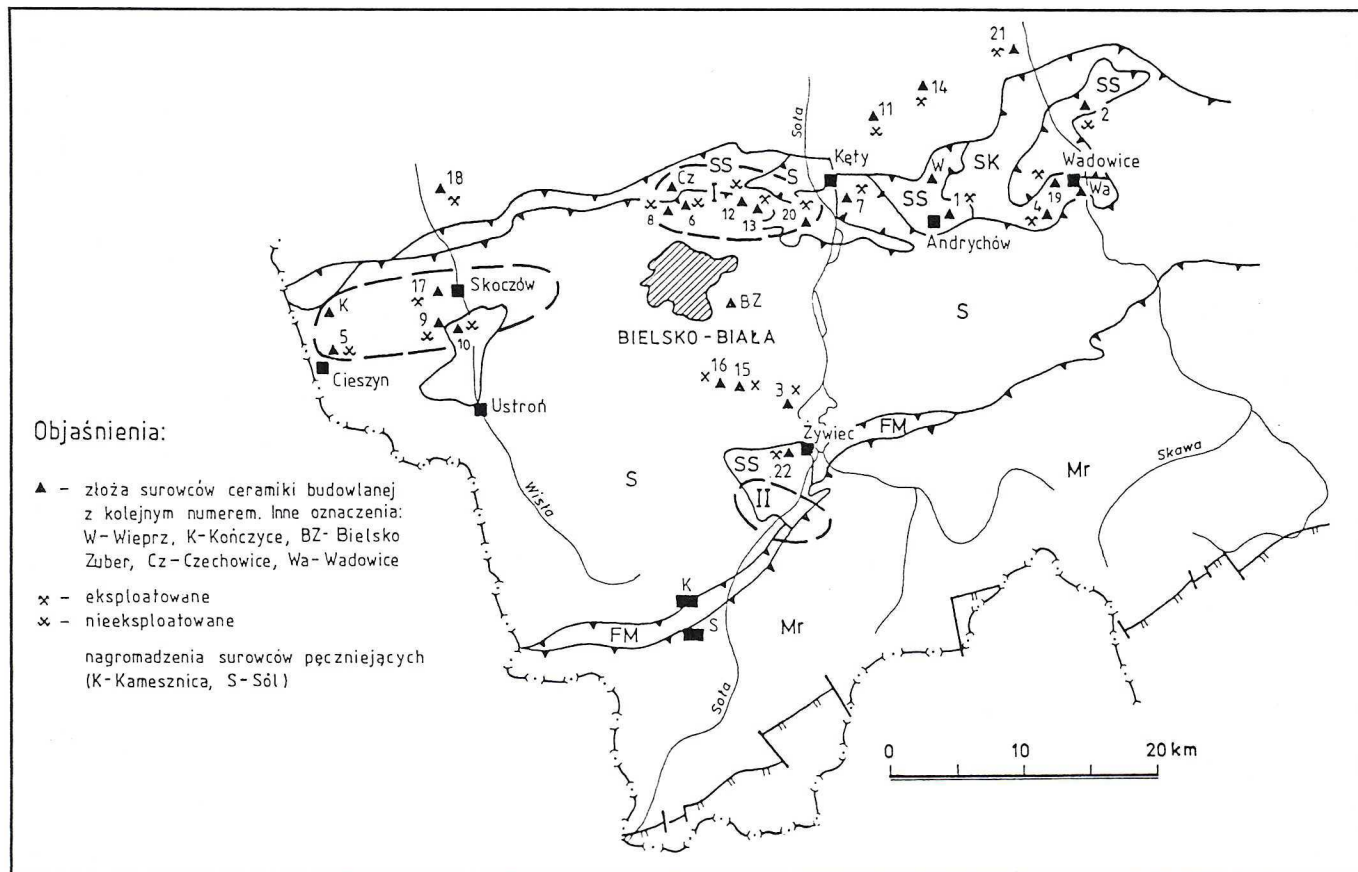 21
SS
14
2
11
Soła
Kęty
W
SK
Wadowice
18
SS
S
Cz
I
SS
Wa
8
6
12
13
20
7
1
4
19
Andrychów
17
Skoczów
K
BZ
S
BIELSKO-BIAŁA
9
10
5
Cieszyn
16
15
3
Ustroń
Objaśnienia:
Żywiec
FM
SS
22
Mr
Skawa
▲ – złoża surowców ceramiki budowlanej
z kolejnym numerem. Inne oznaczenia:
W-Wieprz, K-Kończyce, BZ-Bielsko
Zuber, Cz-Czechowice, Wa-Wadowice
S
Wisła
II
– eksploatowane
– nieeksploatowane
K
S
FM
Mr
nagromadzenia surowców pęczniejących
(K-Kamesznica, S-Sól)
Soła
0 10 20 km